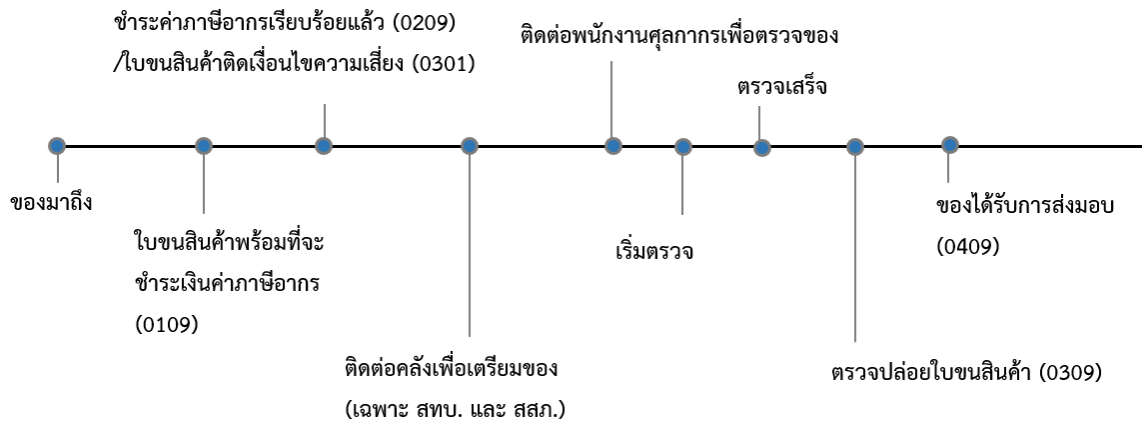 ชำระค่าภาษีอากรเรียบร้อยแล้ว (0209)
/ใบขนสินค้าติดเงื่อนไขความเสี่ยง (0301)
ติดต่อพนักงานศุลกากรเพื่อตรวจของ
ตรวจเสร็จ
ของมาถึง
ใบขนสินค้าพร้อมที่จะ
ชำระเงินค่าภาษีอากร
(0109)
ติดต่อคลังเพื่อเตรียมของ
(เฉพาะ สทบ. และ สสภ.)
เริ่มตรวจ
ตรวจปล่อยใบขนสินค้า (0309)
ของได้รับการส่งมอบ
(0409)